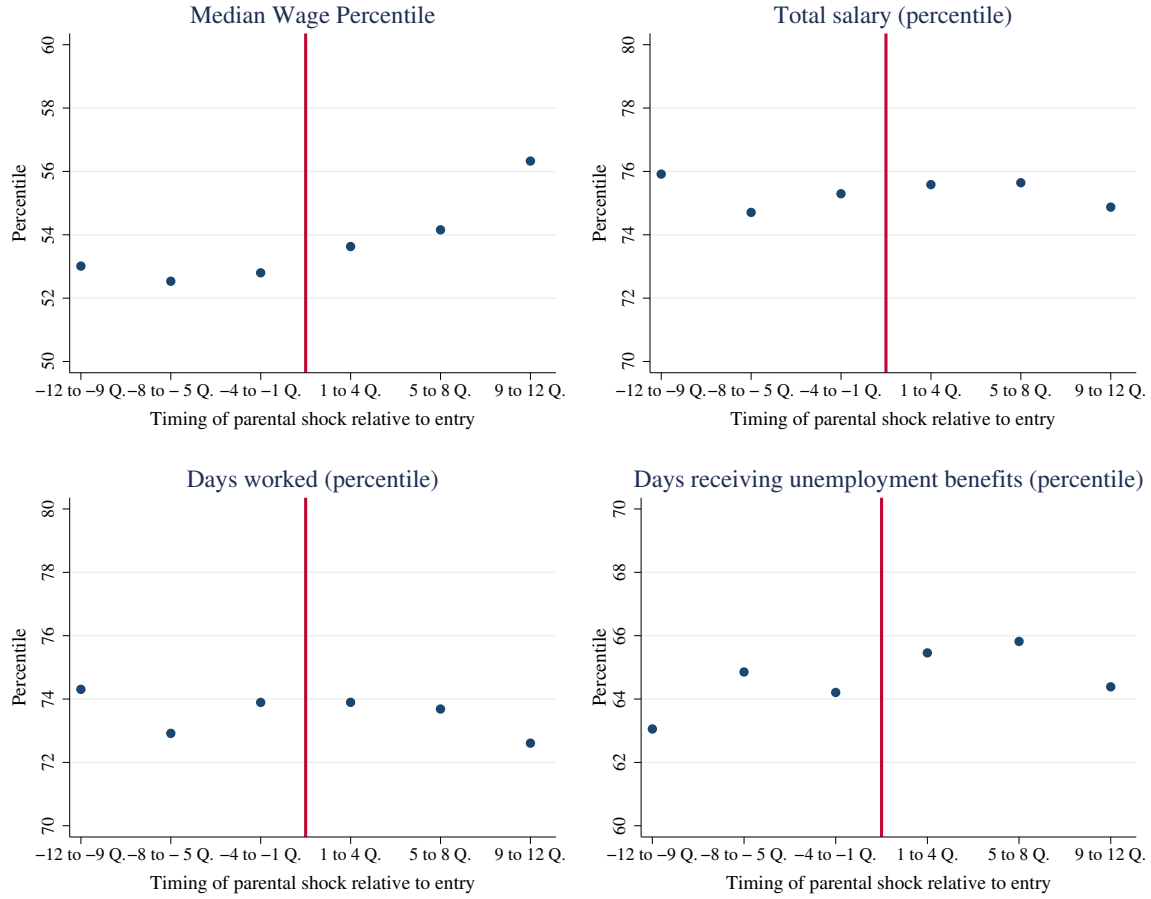 Median Wage Percentile
Percentile
60
58
56
54
52
50
−12 to −9 Q. −8 to − 5 Q. −4 to −1 Q. 1 to 4 Q. 5 to 8 Q. 9 to 12 Q.
Timing of parental shock relative to entry
Total salary (percentile)
Percentile
80
78
76
74
72
70
−12 to −9 Q. −8 to − 5 Q. −4 to −1 Q. 1 to 4 Q. 5 to 8 Q. 9 to 12 Q.
Timing of parental shock relative to entry
Days worked (percentile)
Percentile
80
78
76
74
72
70
−12 to −9 Q. −8 to − 5 Q. −4 to −1 Q. 1 to 4 Q. 5 to 8 Q. 9 to 12 Q.
Timing of parental shock relative to entry
Days receiving unemployment benefits (percentile)
Percentile
70
68
66
64
62
60
−12 to −9 Q. −8 to − 5 Q. −4 to −1 Q. 1 to 4 Q. 5 to 8 Q. 9 to 12 Q.
Timing of parental shock relative to entry